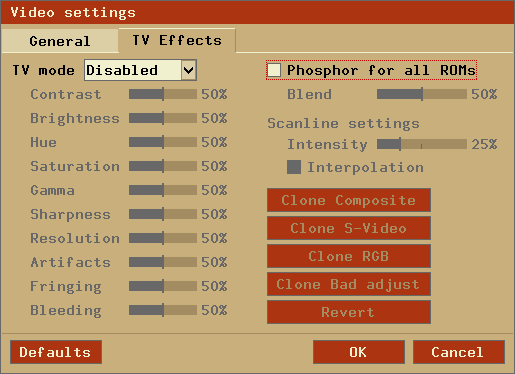 Video settings
General
TV Effects
TV mode Disabled
Contrast 50%
Brightness 50%
Hue 50%
Saturation 50%
Gamma 50%
Sharpness 50%
Resolution 50%
Artifacts 50%
Fringing 50%
Bleeding 50%
Phosphor for all ROMs
Blend 50%
Scanline settings
Intensity 25%
Interpolation
Clone Composite
Clone S-Video
Clone RGB
Clone Bad adjust
Revert
Defaults
OK
Cancel